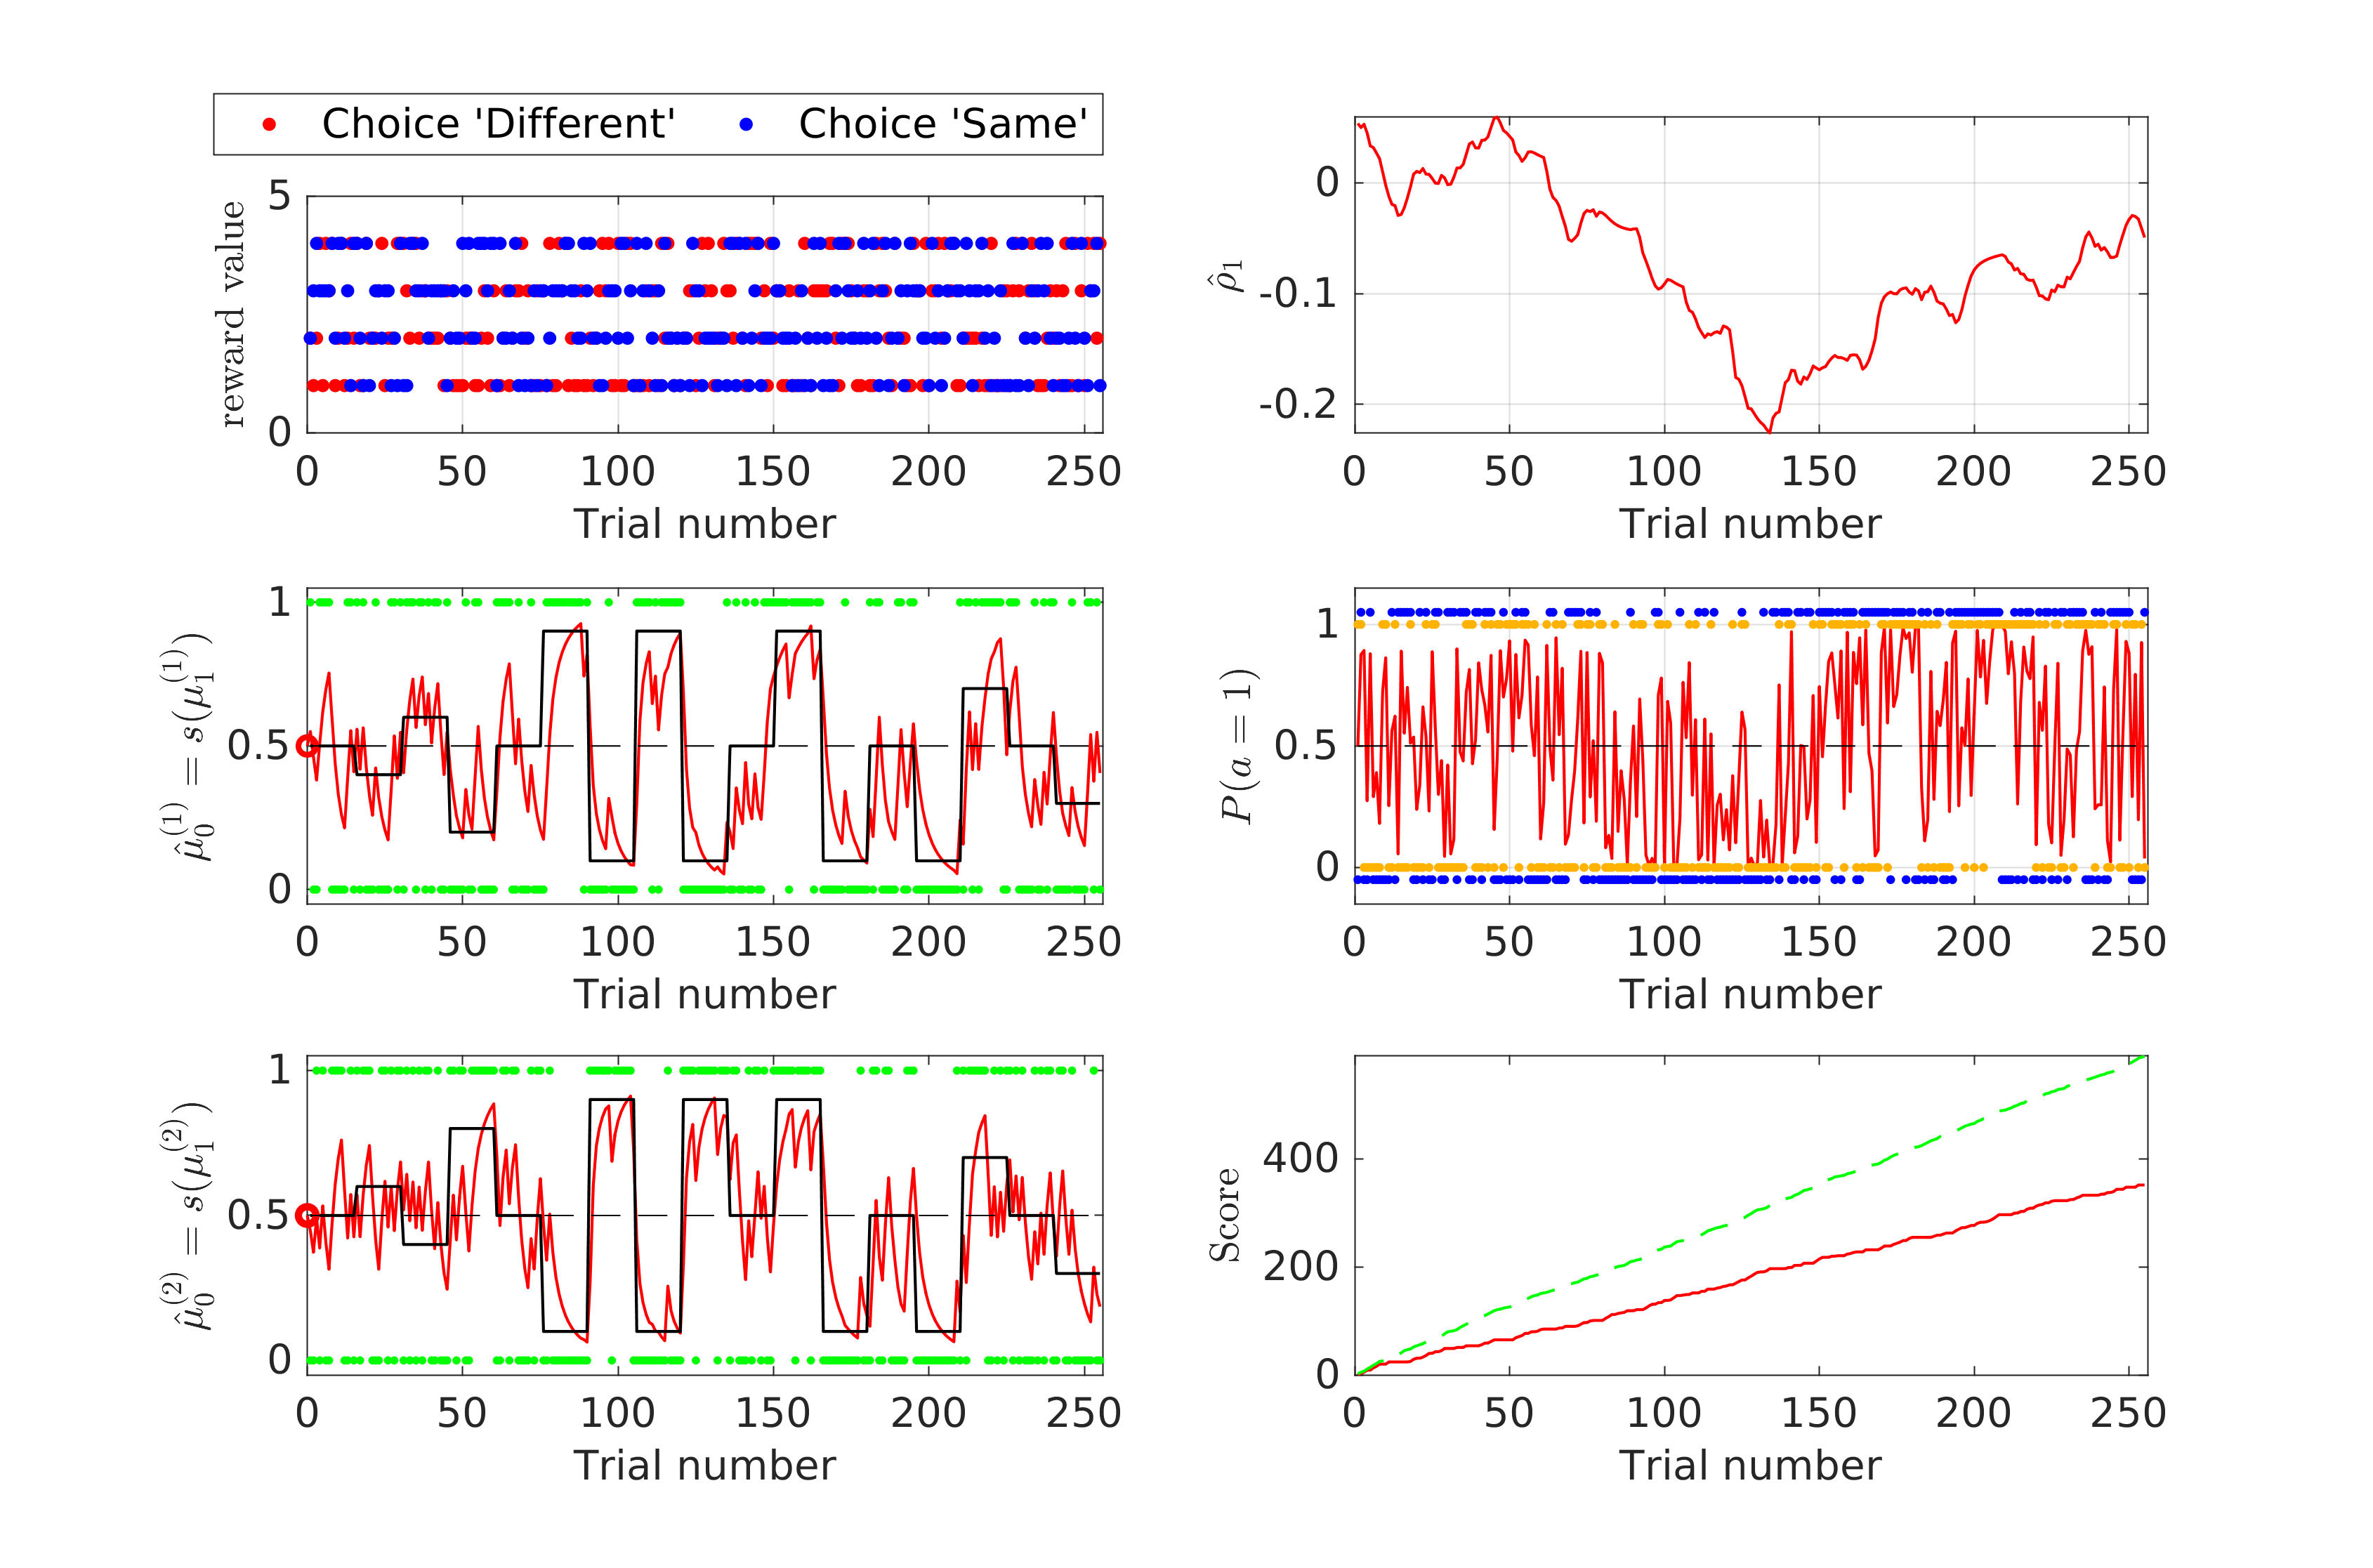 Choice 'Different' Choice 'Same'
5
0
reward value
0 50 100 150 200 250
Trial number
0
-0.1
-0.2
ρ̂₁
0 50 100 150 200 250
Trial number
1
0.5
0
μ̂₀⁽¹⁾ = s(μ₁⁽¹⁾)
0 50 100 150 200 250
Trial number
1
0.5
0
P(a = 1)
0 50 100 150 200 250
Trial number
1
0.5
0
μ̂₀⁽²⁾ = s(μ₁⁽²⁾)
0 50 100 150 200 250
Trial number
400
200
0
Score
0 50 100 150 200 250
Trial number